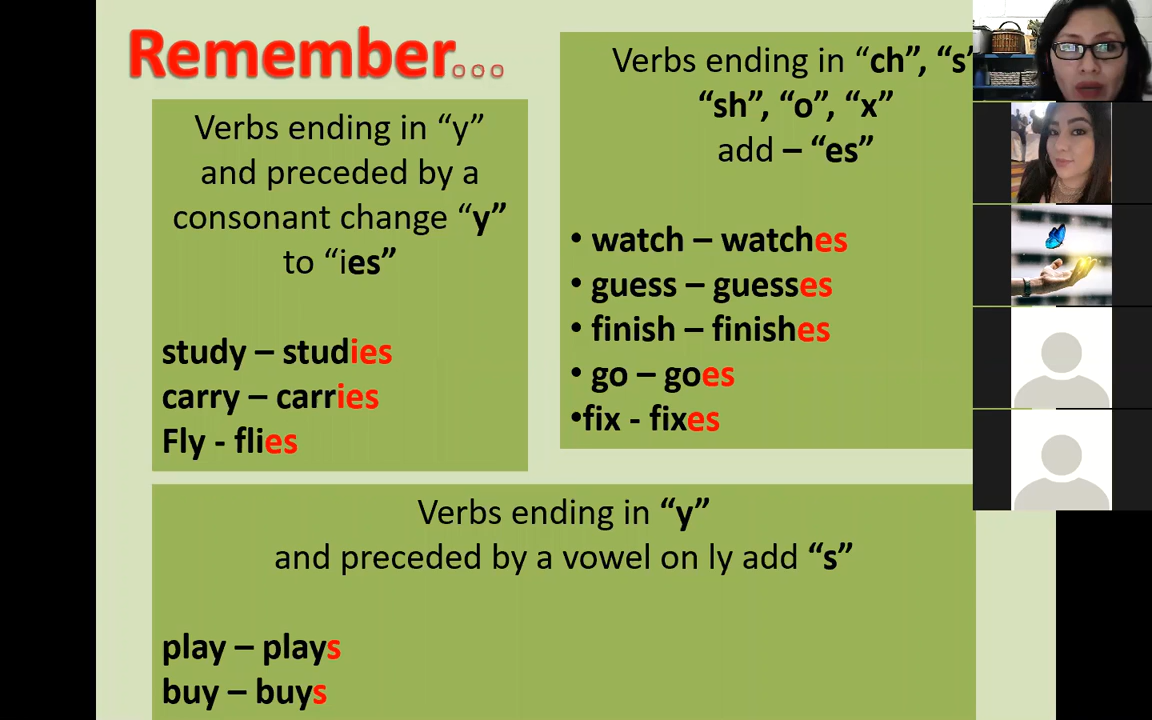 Remember...
Verbs ending in “y”
and preceded by a
consonant change “y”
to “ies”
study – studies
carry – carries
Fly - flies
Verbs ending in “ch”, “s”
“sh”, “o”, “x”
add – “es”
• watch – watches
• guess – guesses
• finish – finishes
• go – goes
•fix - fixes
Verbs ending in “y”
and preceded by a vowel on ly add “s”
play – plays
buy – buys